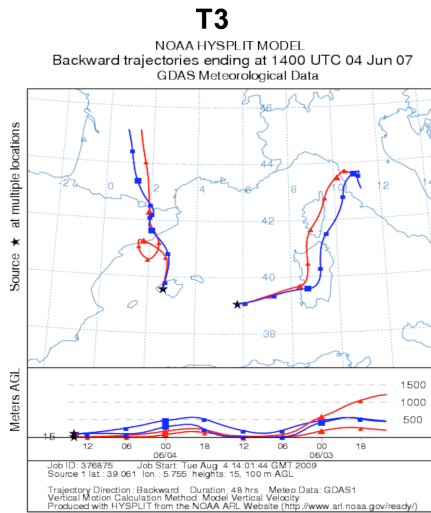 T3
NOAA HYSPLIT MODEL
Backward trajectories ending at 1400 UTC 04 Jun 07
GDAS Meteorological Data
Source ★ at multiple locations
46
44
-2
0
2
4
6
8
10
12
14
42
40
38
Meters AGL
15
1500
1000
500
12 06 00 18 12 06 00 18
06/04 06/03
Job ID: 376875 Job Start: Tue Aug 4 14:01:44 GMT 2009
Source 1 lat.: 39.061 lon.: 5.755 heights: 15, 100 m AGL
Trajectory Direction: Backward Duration: 48 hrs Meteo Data: GDAS1
Vertical Motion Calculation Method: Model Vertical Velocity
Produced with HYSPLIT from the NOAA ARL Website (http://www.arl.noaa.gov/ready/)